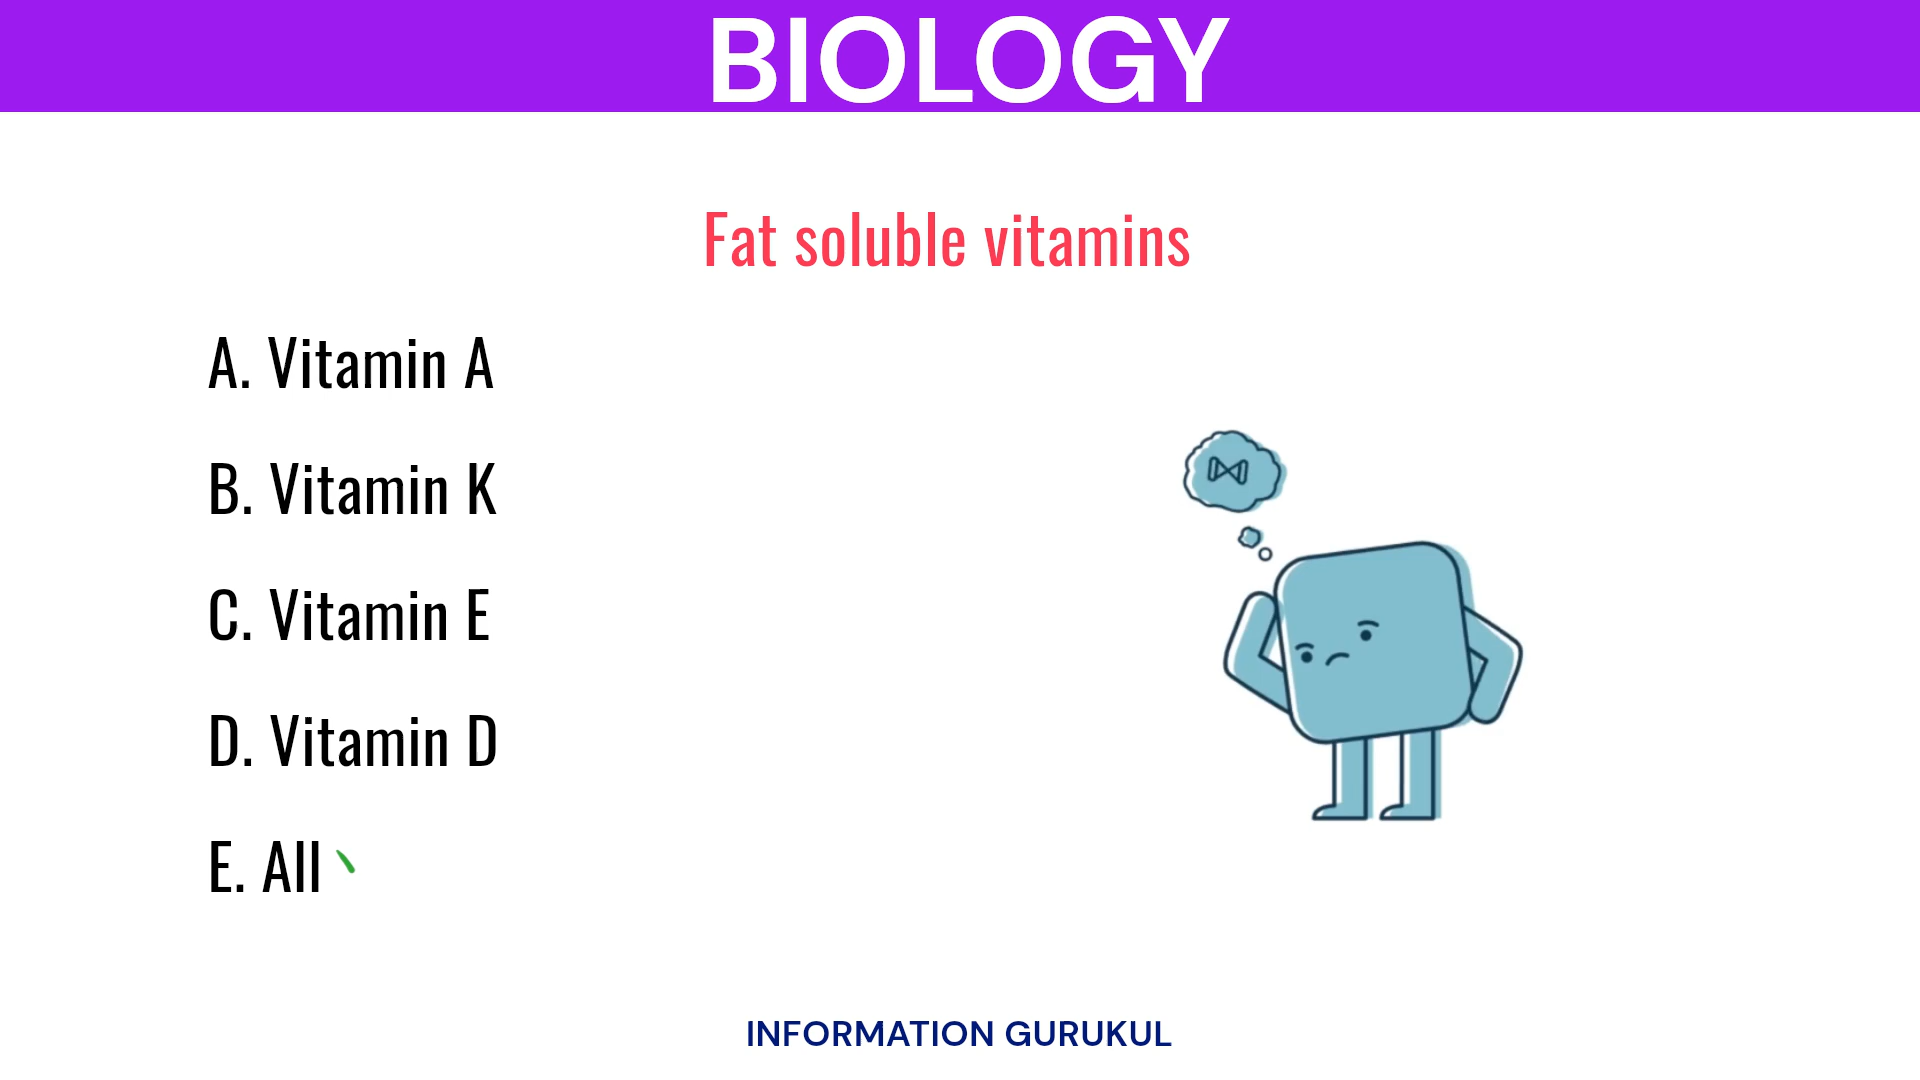 BIOLOGY
Fat soluble vitamins
A. Vitamin A
B. Vitamin K
C. Vitamin E
D. Vitamin D
E. All
INFORMATION GURUKUL